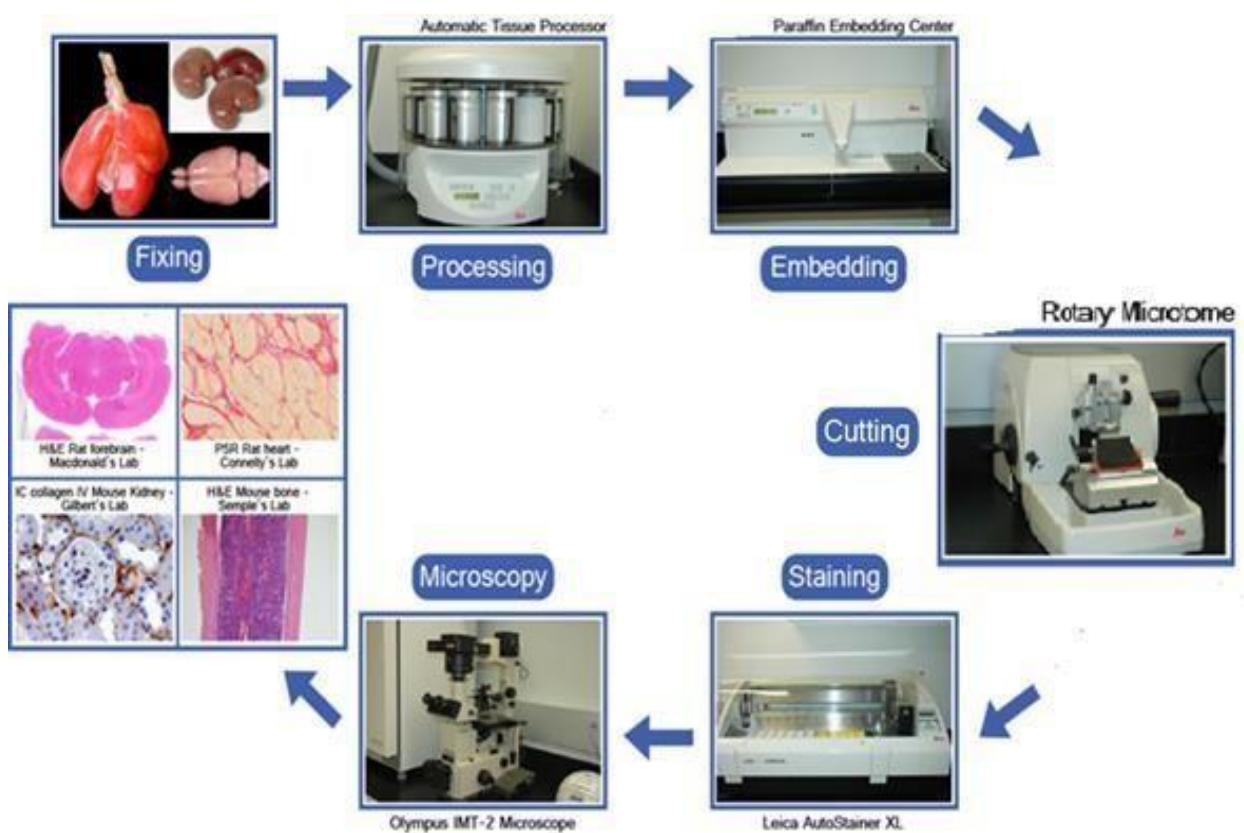 Automatic Tissue Processor
Paraffin Embedding Center
Fixing
Processing
Embedding
Rotary Microtome
Cutting
H&E Rat forebrain -
Macdonald's Lab
PSR Rat heart -
Connelly's Lab
IC collagen IV Mouse Kidney -
Gilbert's Lab
H&E Mouse bone -
Semple's Lab
Microscopy
Staining
Olympus IMT-2 Microscope
Leica AutoStainer XL